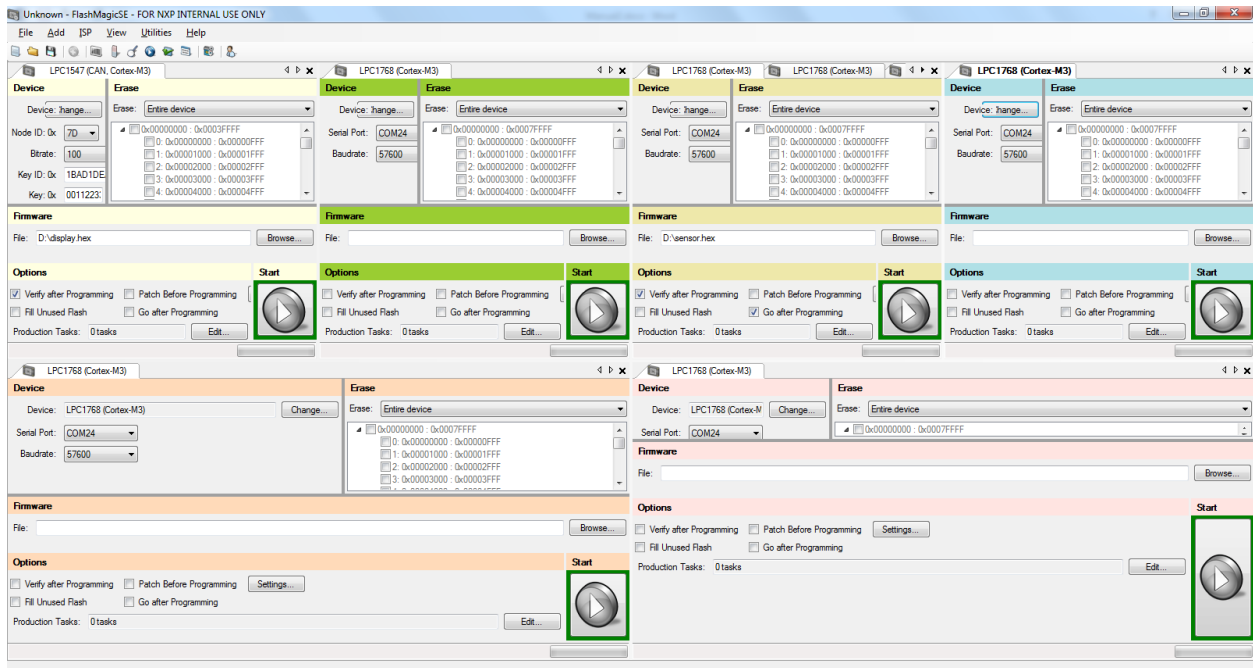 Unknown - FlashMagicSE - FOR NXP INTERNAL USE ONLY
File Add ISP View Utilities Help
LPC1547 (CAN, Cortex-M3)
Device Erase
Device: hange... Erase: Entire device
Node ID: 0x 7D
Bitrate: 100
Key ID: 0x 1BAD1DE
Key: 0x 0011223
0x00000000 : 0x0003FFFF
0: 0x00000000 : 0x00000FFF
1: 0x00001000 : 0x00001FFF
2: 0x00002000 : 0x00002FFF
3: 0x00003000 : 0x00003FFF
4: 0x00004000 : 0x00004FFF
Firmware
File: D:\display.hex Browse...
Options Start
Verify after Programming Patch Before Programming
Fill Unused Flash Go after Programming
Production Tasks: 0 tasks Edit...
LPC1768 (Cortex-M3)
Device Erase
Device: hange... Erase: Entire device
Serial Port: COM24
Baudrate: 57600
0x00000000 : 0x0007FFFF
0: 0x00000000 : 0x00000FFF
1: 0x00001000 : 0x00001FFF
2: 0x00002000 : 0x00002FFF
3: 0x00003000 : 0x00003FFF
4: 0x00004000 : 0x00004FFF
Firmware
File: Browse...
Options Start
Verify after Programming Patch Before Programming
Fill Unused Flash Go after Programming
Production Tasks: 0 tasks Edit...
LPC1768 (Cortex-M3) LPC1768 (Cortex-M3)
Device Erase
Device: hange... Erase: Entire device
Serial Port: COM24
Baudrate: 57600
0x00000000 : 0x0007FFFF
0: 0x00000000 : 0x00000FFF
1: 0x00001000 : 0x00001FFF
2: 0x00002000 : 0x00002FFF
3: 0x00003000 : 0x00003FFF
4: 0x00004000 : 0x00004FFF
Firmware
File: D:\sensor.hex Browse...
Options Start
Verify after Programming Patch Before Programming
Fill Unused Flash Go after Programming
Production Tasks: 0 tasks Edit...
LPC1768 (Cortex-M3)
Device Erase
Device: hange... Erase: Entire device
Serial Port: COM24
Baudrate: 57600
0x00000000 : 0x0007FFFF
0: 0x00000000 : 0x00000FFF
1: 0x00001000 : 0x00001FFF
2: 0x00002000 : 0x00002FFF
3: 0x00003000 : 0x00003FFF
4: 0x00004000 : 0x00004FFF
Firmware
File: Browse...
Options Start
Verify after Programming Patch Before Programming
Fill Unused Flash Go after Programming
Production Tasks: 0 tasks Edit...
LPC1768 (Cortex-M3)
Device Erase
Device: LPC1768 (Cortex-M3) Change... Erase: Entire device
Serial Port: COM24
Baudrate: 57600
0x00000000 : 0x0007FFFF
0: 0x00000000 : 0x00000FFF
1: 0x00001000 : 0x00001FFF
2: 0x00002000 : 0x00002FFF
3: 0x00003000 : 0x00003FFF
Firmware
File: Browse...
Options Start
Verify after Programming Patch Before Programming Settings...
Fill Unused Flash Go after Programming
Production Tasks: 0 tasks Edit...
LPC1768 (Cortex-M3)
Device Erase
Device: LPC1768 (Cortex-M Change... Erase: Entire device
Serial Port: COM24
0x00000000 : 0x0007FFFF
Firmware
File: Browse...
Options Start
Verify after Programming Patch Before Programming Settings...
Fill Unused Flash Go after Programming
Production Tasks: 0 tasks Edit...